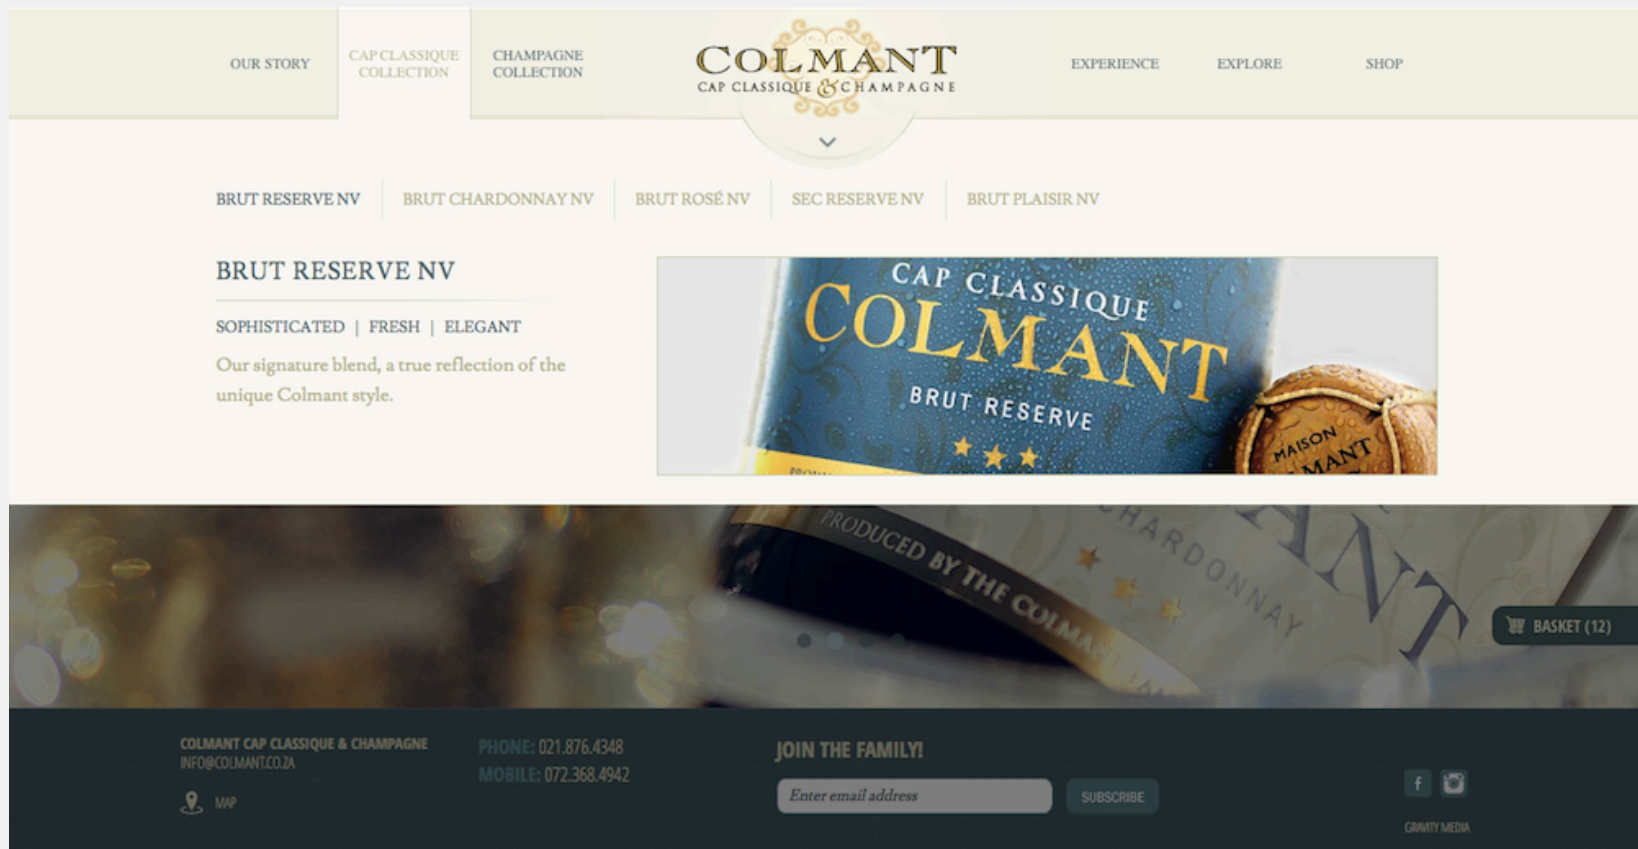 OUR STORY
CAP CLASSIQUE
COLLECTION
CHAMPAGNE
COLLECTION
COLMANT
CAP CLASSIQUE & CHAMPAGNE
EXPERIENCE
EXPLORE
SHOP
BRUT RESERVE NV
BRUT CHARDONNAY NV
BRUT ROSÉ NV
SEC RESERVE NV
BRUT PLAISIR NV
BRUT RESERVE NV
SOPHISTICATED | FRESH | ELEGANT
Our signature blend, a true reflection of the
unique Colmant style.
CAP CLASSIQUE
COLMANT
BRUT RESERVE
MAISON
PRODUCED BY THE COLMANT
CHARDONNAY
BASKET (12)
COLMANT CAP CLASSIQUE & CHAMPAGNE
INFO@COLMANT.CO.ZA
MAP
PHONE: 021.876.4348
MOBILE: 072.368.4942
JOIN THE FAMILY!
Enter email address
SUBSCRIBE
f
GRAVITY MEDIA